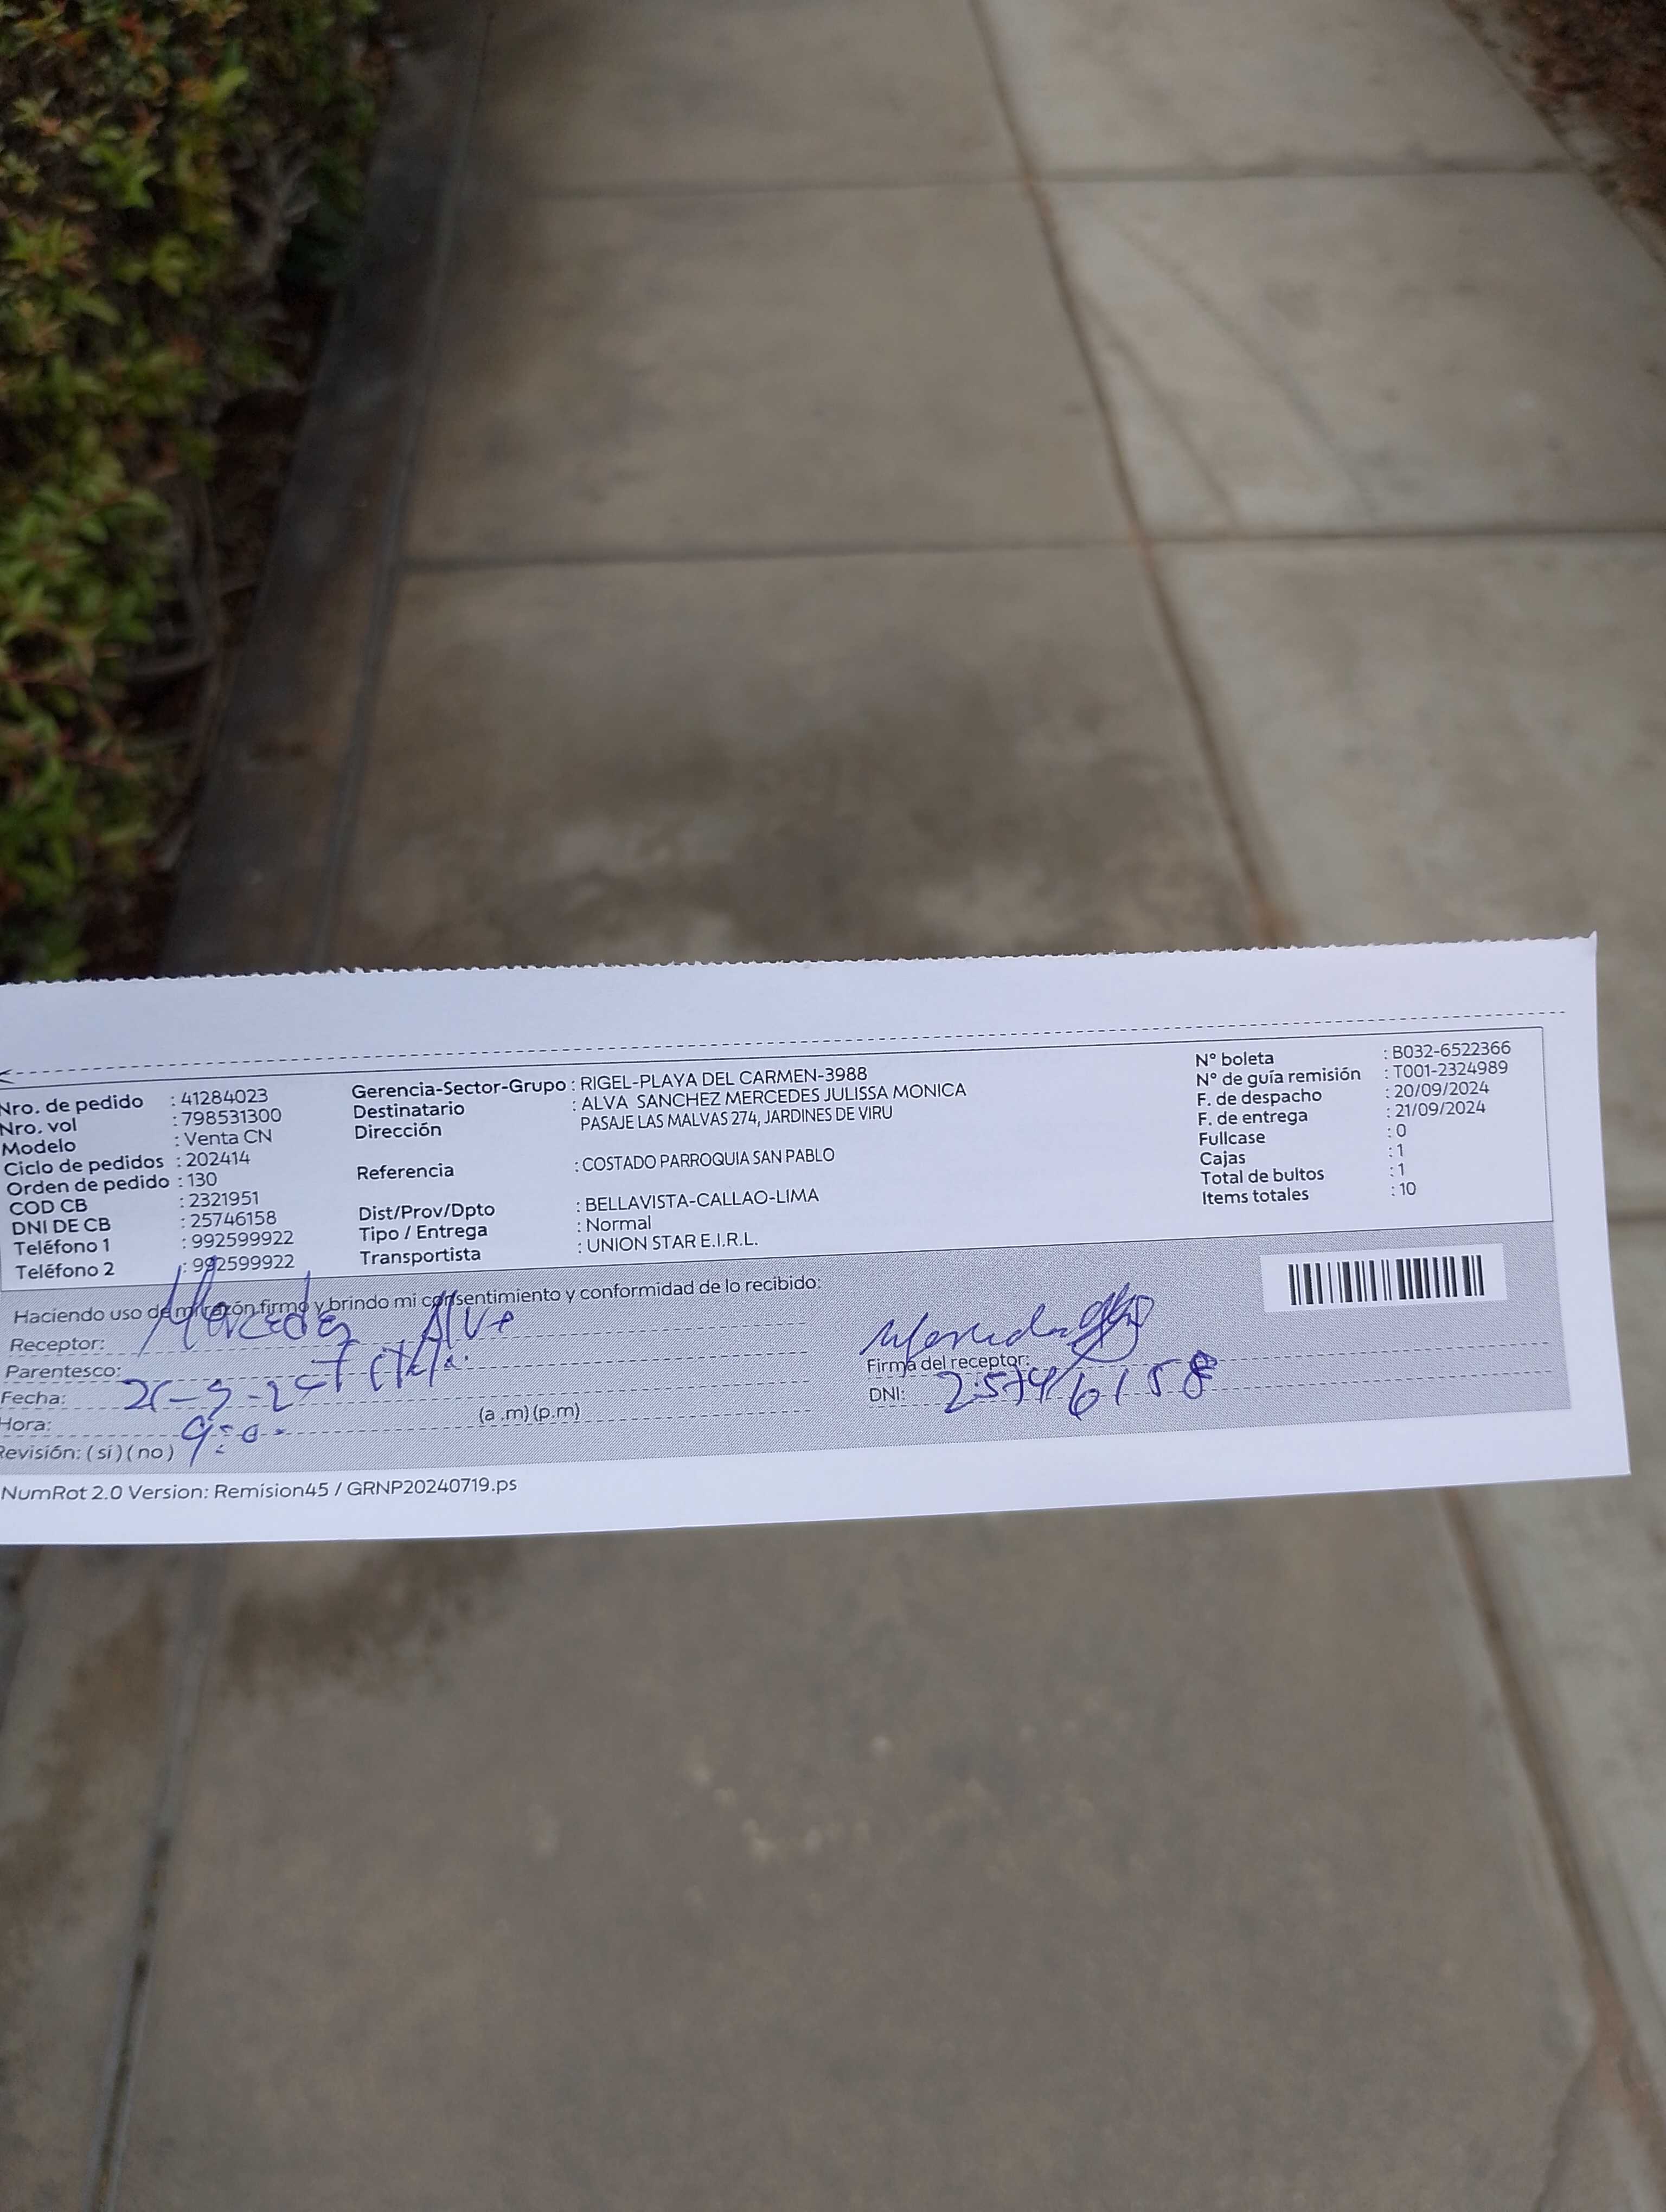 Nro. de pedido : 41284023
Nro. vol : 798531300
Modelo : Venta CN
Ciclo de pedidos : 202414
Orden de pedido : 130
COD CB : 2321951
DNI DE CB : 25746158
Teléfono 1 : 992599922
Teléfono 2 : 992599922
Gerencia-Sector-Grupo : RIGEL-PLAYA DEL CARMEN-3988
Destinatario : ALVA SANCHEZ MERCEDES JULISSA MONICA
Dirección PASAJE LAS MALVAS 274, JARDINES DE VIRU
Referencia : COSTADO PARROQUIA SAN PABLO
Dist/Prov/Dpto : BELLAVISTA-CALLAO-LIMA
Tipo / Entrega : Normal
Transportista : UNION STAR E.I.R.L.
N° boleta : B032-6522366
N° de guía remisión : T001-2324989
F. de despacho : 20/09/2024
F. de entrega : 21/09/2024
Fullcase : 0
Cajas : 1
Total de bultos : 1
Items totales : 10
Haciendo uso de mi razón firmo y brindo mi consentimiento y conformidad de lo recibido:
Receptor: Mercedes Alva
Parentesco:
Fecha:
Hora: (a .m) (p.m)
Revisión: ( si ) ( no )
Firma del receptor:
DNI: 25746158
NumRot 2.0 Version: Remision45 / GRNP20240719.ps